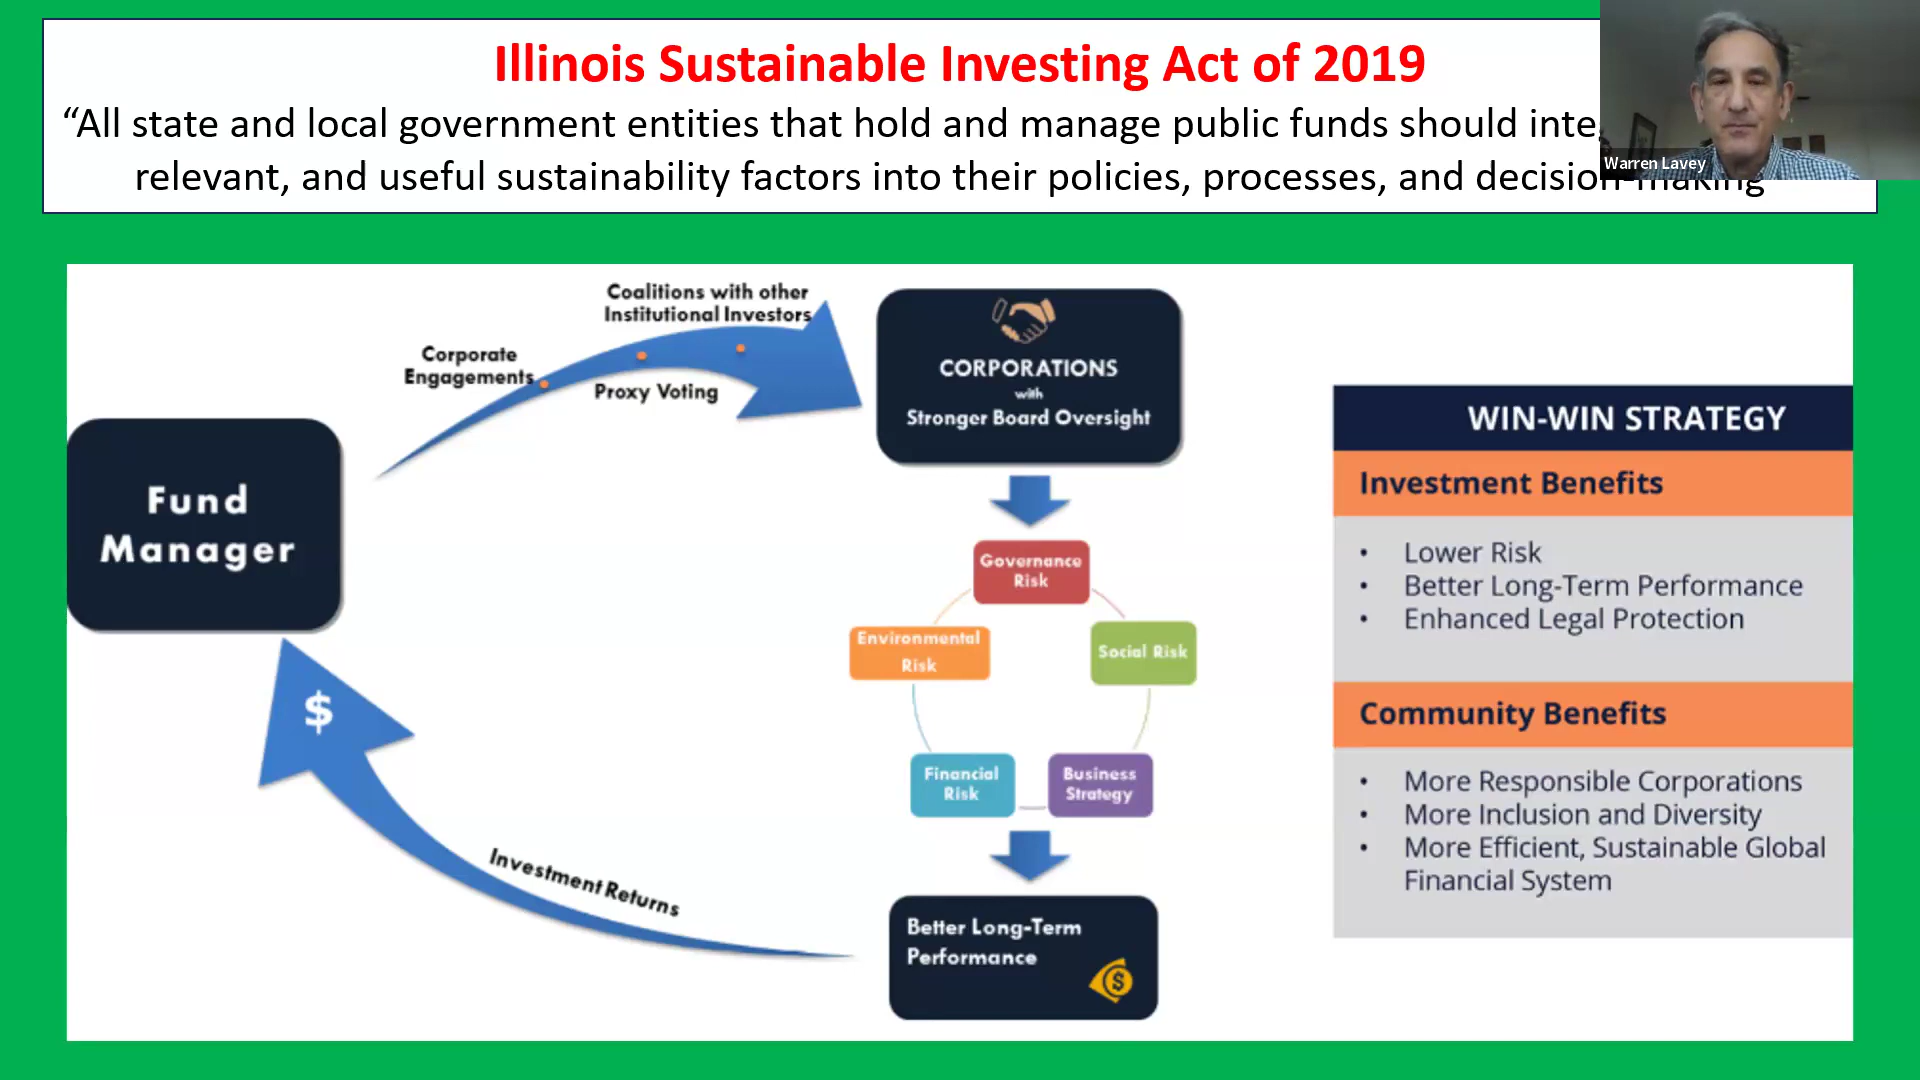 Illinois Sustainable Investing Act of 2019
“All state and local government entities that hold and manage public funds should
relevant, and useful sustainability factors into their policies, processes, and decision-making
Warren Lavey
Coalitions with other
Institutional Investors
Corporate
Engagements
Proxy Voting
CORPORATIONS
with
Stronger Board Oversight
Fund
Manager
Governance
Risk
Environmental
Risk
Social Risk
Financial
Risk
Business
Strategy
$
Investment Returns
Better Long-Term
Performance
$
WIN-WIN STRATEGY
Investment Benefits
• Lower Risk
• Better Long-Term Performance
• Enhanced Legal Protection
Community Benefits
• More Responsible Corporations
• More Inclusion and Diversity
• More Efficient, Sustainable Global
Financial System